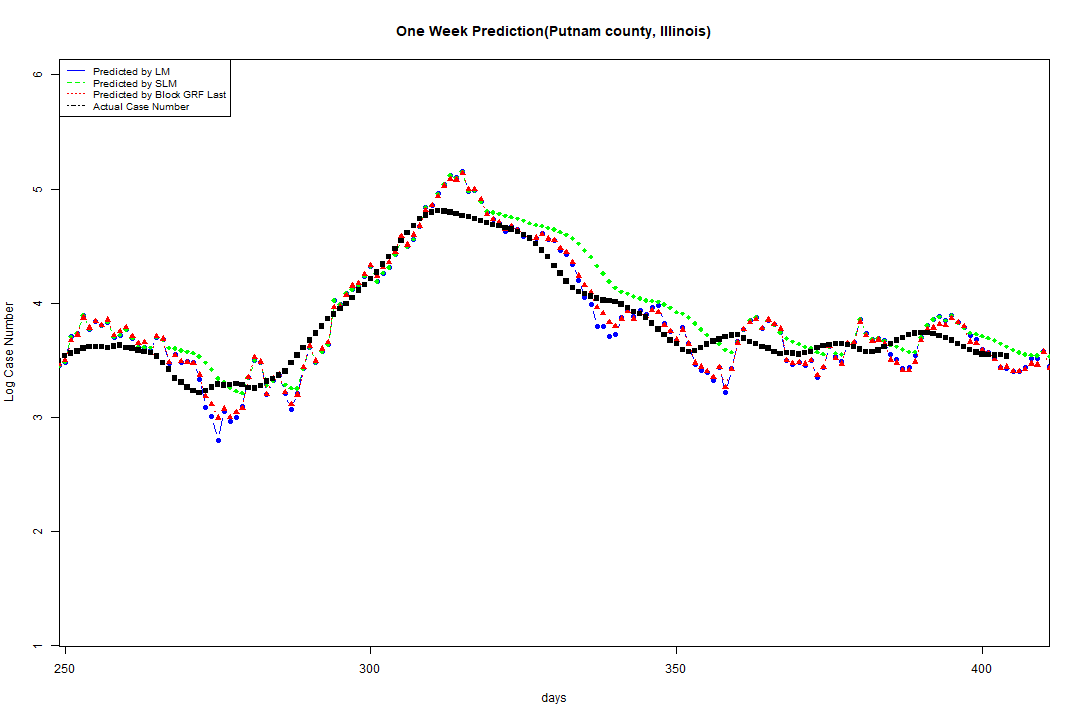 One Week Prediction(Putnam county, Illinois)
Predicted by LM
Predicted by SLM
Predicted by Block GRF Last
Actual Case Number
6
5
4
3
2
1
Log Case Number
250 300 350 400
days